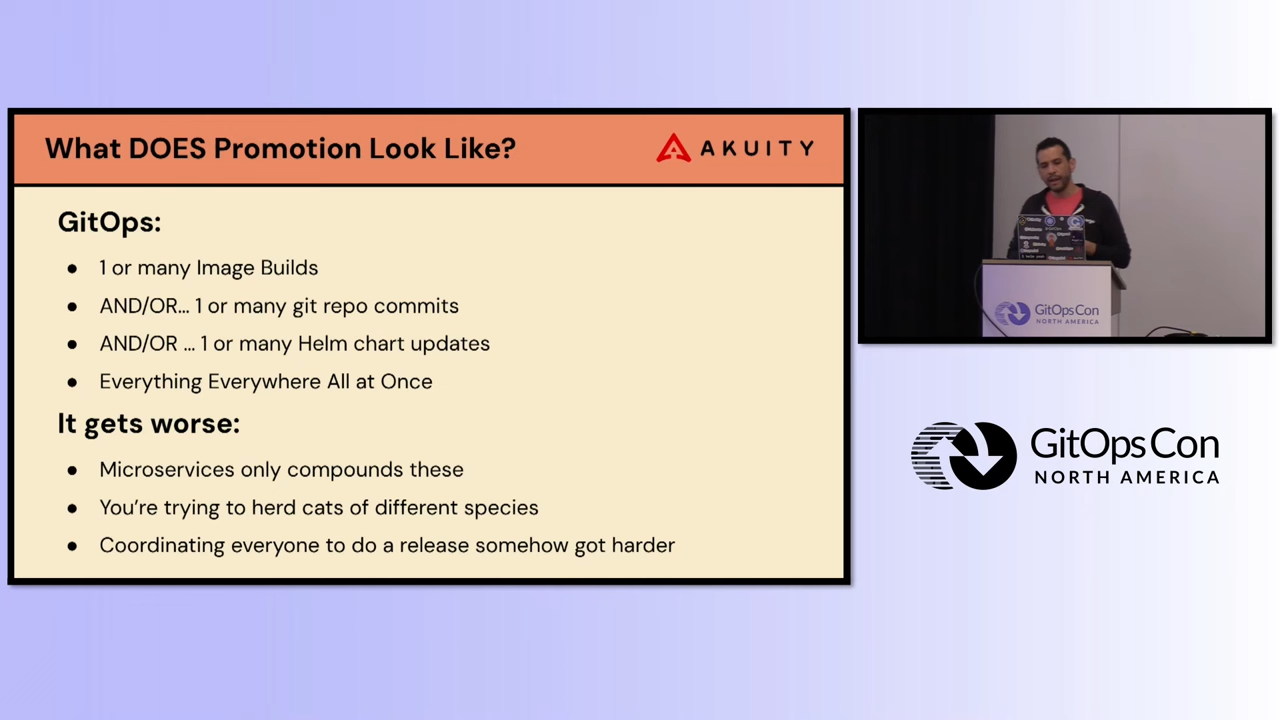 What DOES Promotion Look Like?
AKUITY
GitOps:
● 1 or many Image Builds
● AND/OR... 1 or many git repo commits
● AND/OR ... 1 or many Helm chart updates
● Everything Everywhere All at Once
It gets worse:
● Microservices only compounds these
● You're trying to herd cats of different species
● Coordinating everyone to do a release somehow got harder
GitOpsCon
NORTH AMERICA
GitOpsCon
NORTH AMERICA